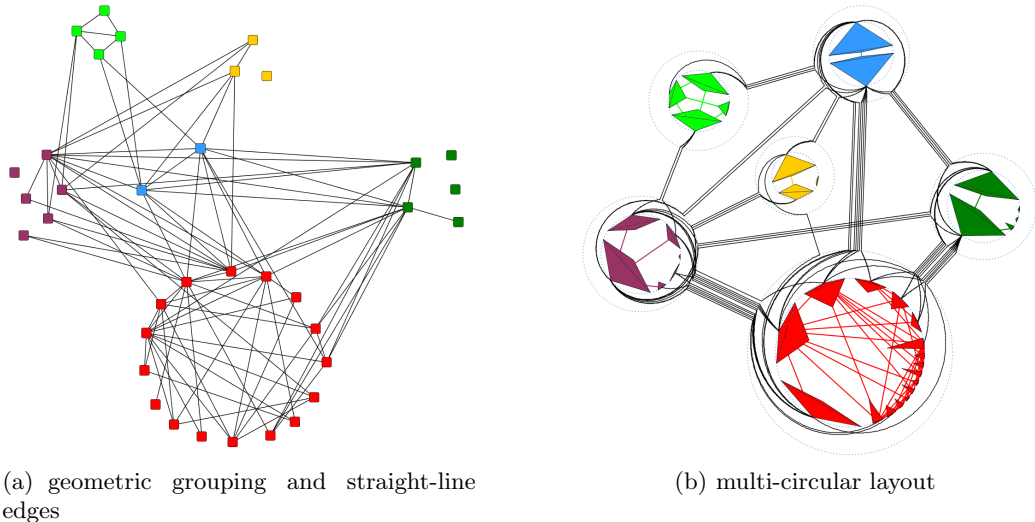 (a) geometric grouping and straight-line
edges
(b) multi-circular layout